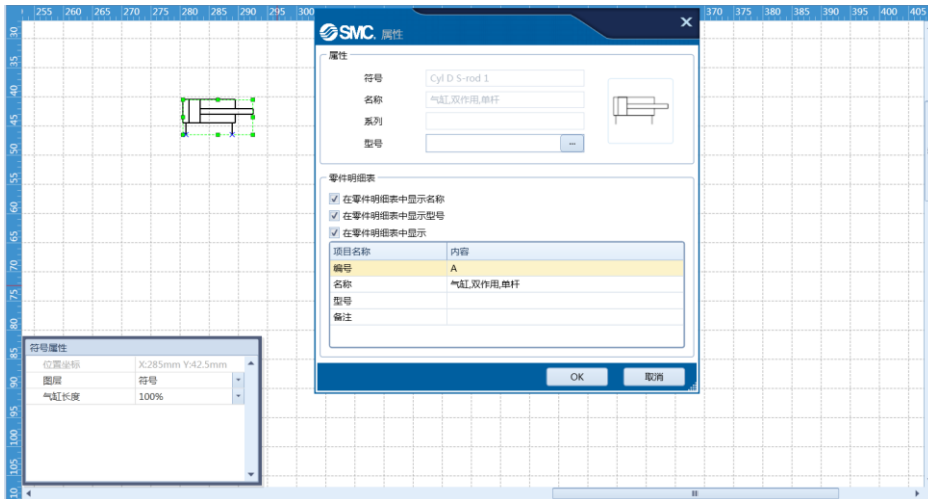 255 260 265 270 275 280 285 290 295 300 370 375 380 385 390 395 400 405
30
35
40
45
50
55
60
65
70
75
80
85
90
95
100
105
SMC. 属性
属性
符号 Cyl D S-rod 1
名称 气缸,双作用,单杆
系列
型号 ...
零件明细表
在零件明细表中显示名称
在零件明细表中显示型号
在零件明细表中显示
项目名称 内容
编号 A
名称 气缸,双作用,单杆
型号
备注
OK 取消
符号属性
位置坐标 X:285mm Y:42.5mm
图层 符号
气缸长度 100%